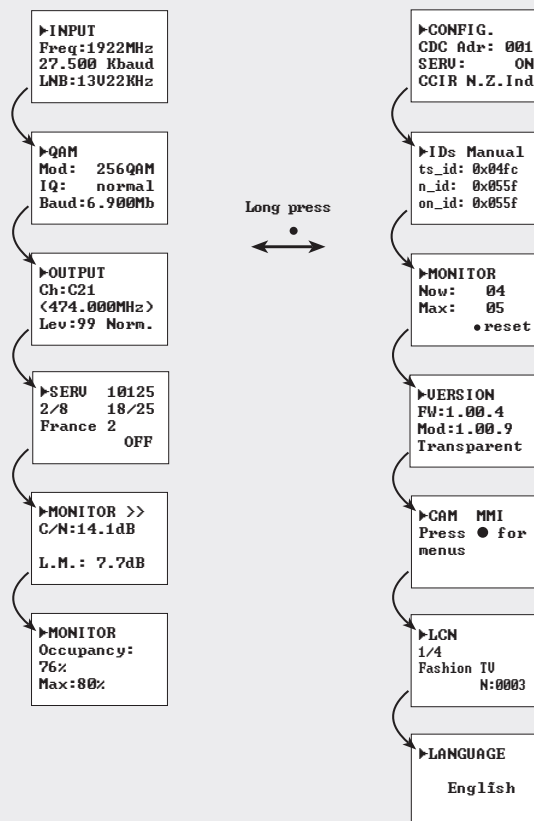 ▶INPUT
Freq:1922MHz
27.500 Kbaud
LNB:13V22KHz
▶QAM
Mod: 256QAM
IQ: normal
Baud:6.900Mb
▶OUTPUT
Ch:C21
(474.000MHz)
Lev:99 Norm.
▶SERV 10125
2/8 18/25
France 2
OFF
▶MONITOR >>
C/N:14.1dB
L.M.: 7.7dB
▶MONITOR
Occupancy:
76%
Max:80%
Long press
▶CONFIG.
CDC Adr: 001
SERV: ON
CCIR N.Z.Ind
▶IDs Manual
ts_id: 0x04fc
n_id: 0x055f
on_id: 0x055f
▶MONITOR
Now: 04
Max: 05
●reset
▶VERSION
FW:1.00.4
Mod:1.00.9
Transparent
▶CAM MMI
Press ● for
menus
▶LCN
1/4
Fashion TV
N:0003
▶LANGUAGE
English